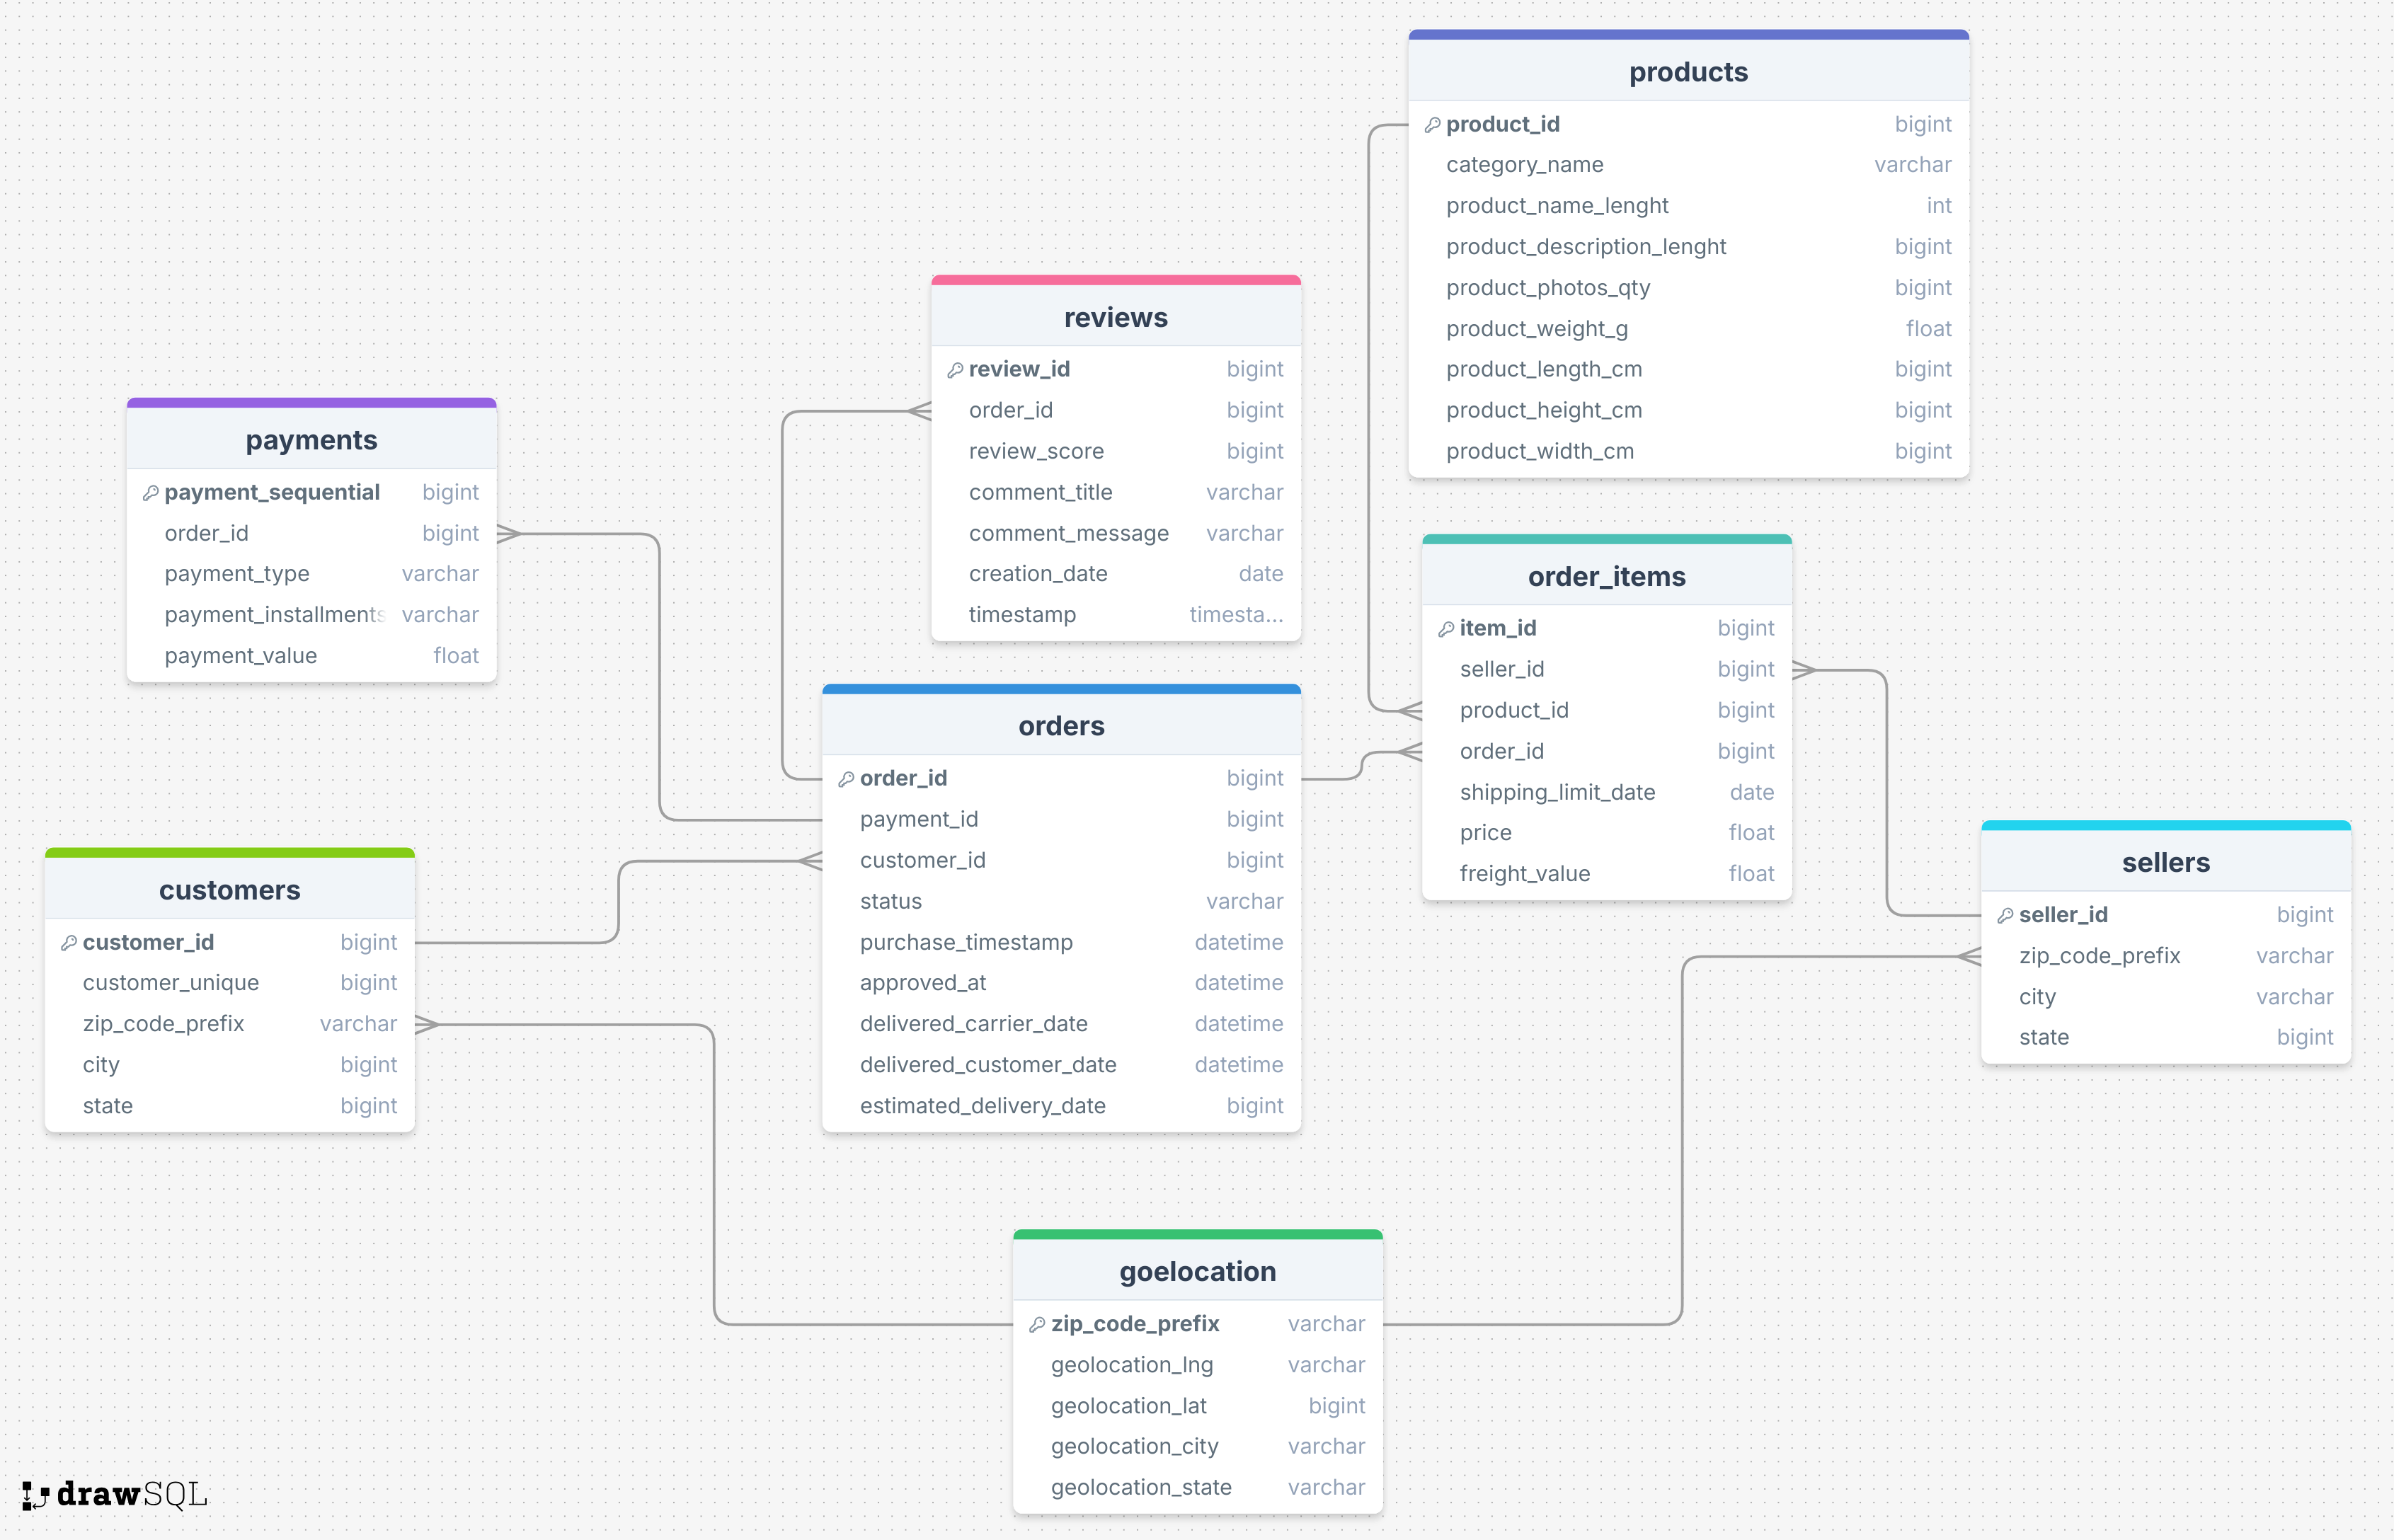 products
product_id bigint
category_name varchar
product_name_lenght int
product_description_lenght bigint
product_photos_qty bigint
product_weight_g float
product_length_cm bigint
product_height_cm bigint
product_width_cm bigint
reviews
review_id bigint
order_id bigint
review_score bigint
comment_title varchar
comment_message varchar
creation_date date
timestamp timesta...
payments
payment_sequential bigint
order_id bigint
payment_type varchar
payment_installments varchar
payment_value float
order_items
item_id bigint
seller_id bigint
product_id bigint
order_id bigint
shipping_limit_date date
price float
freight_value float
orders
order_id bigint
payment_id bigint
customer_id bigint
status varchar
purchase_timestamp datetime
approved_at datetime
delivered_carrier_date datetime
delivered_customer_date datetime
estimated_delivery_date bigint
customers
customer_id bigint
customer_unique bigint
zip_code_prefix varchar
city bigint
state bigint
sellers
seller_id bigint
zip_code_prefix varchar
city varchar
state bigint
goelocation
zip_code_prefix varchar
geolocation_lng varchar
geolocation_lat bigint
geolocation_city varchar
geolocation_state varchar
drawSQL